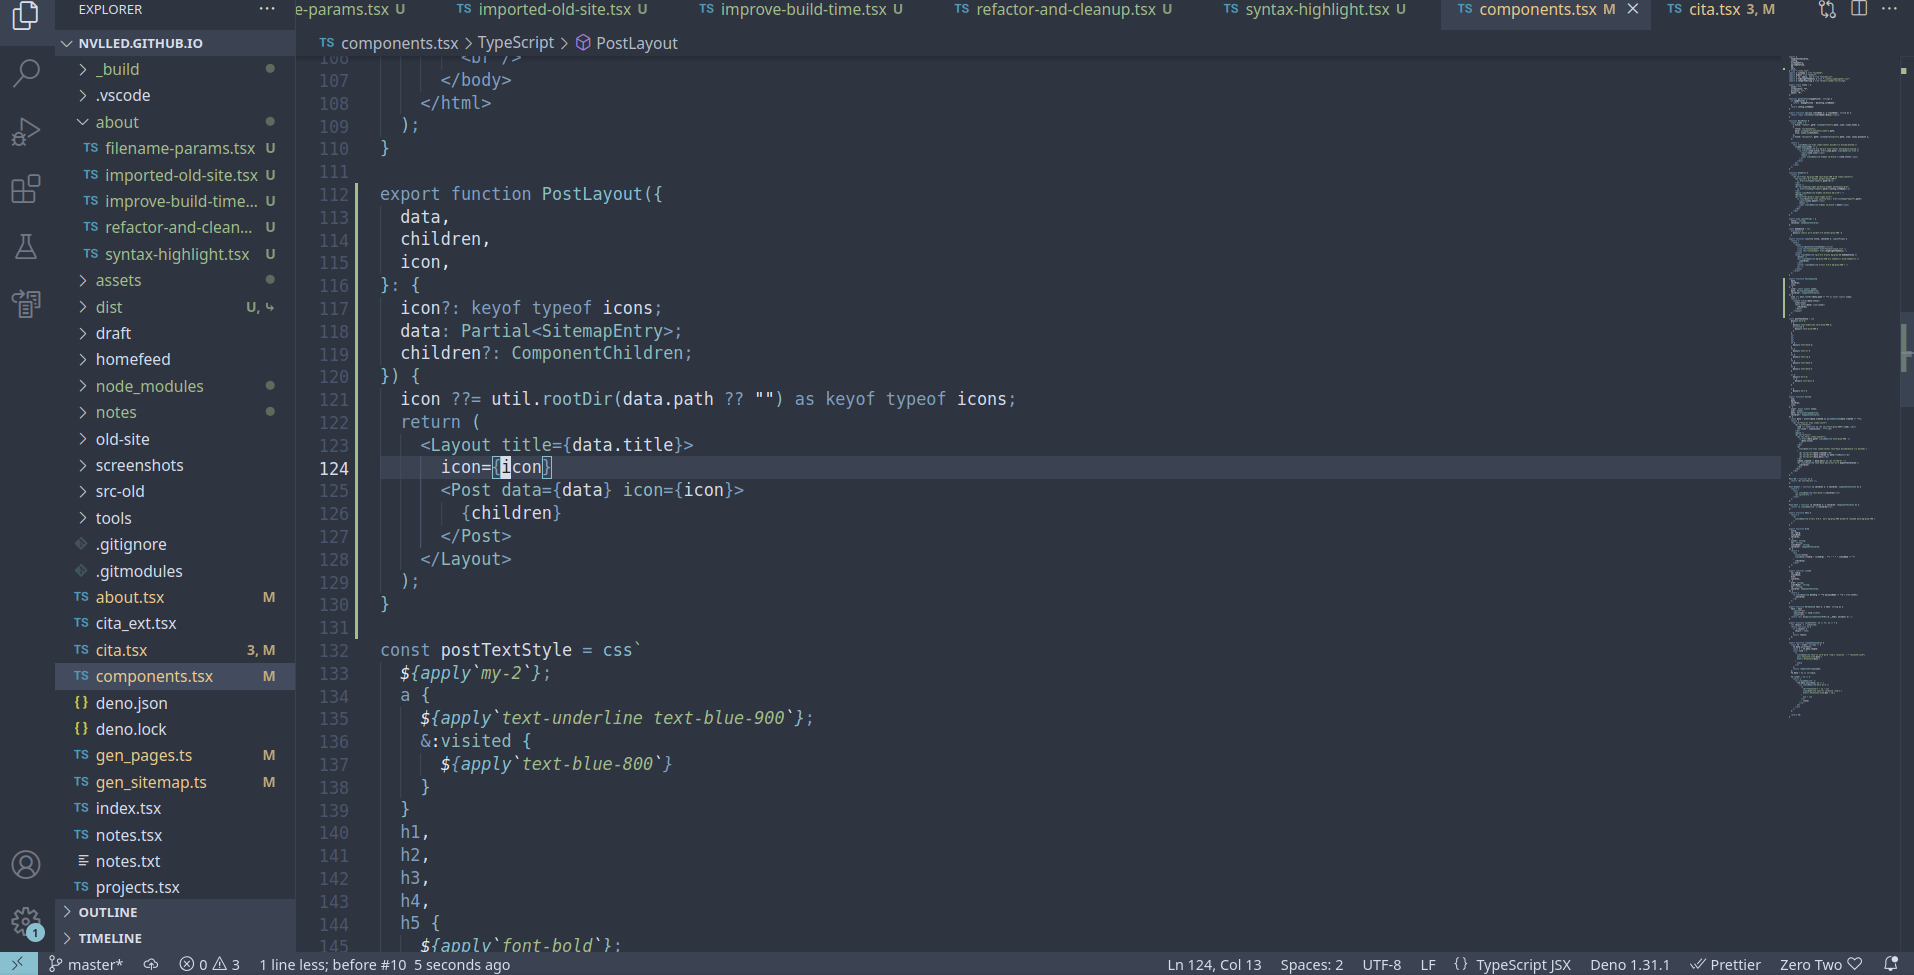 EXPLORER
e-params.tsx U
TS imported-old-site.tsx U
TS improve-build-time.tsx U
TS refactor-and-cleanup.tsx U
TS syntax-highlight.tsx U
TS components.tsx M
TS cita.tsx 3, M
NVLLED.GITHUB.IO
_build
.vscode
about
TS filename-params.tsx U
TS imported-old-site.tsx U
TS improve-build-time... U
TS refactor-and-clean... U
TS syntax-highlight.tsx U
assets
dist U,
draft
homefeed
node_modules
notes
old-site
screenshots
src-old
tools
.gitignore
.gitmodules
TS about.tsx M
TS cita_ext.tsx
TS cita.tsx 3, M
TS components.tsx M
{} deno.json
{} deno.lock
TS gen_pages.ts M
TS gen_sitemap.ts M
TS index.tsx
TS notes.tsx
notes.txt
TS projects.tsx
OUTLINE
TIMELINE
TS components.tsx > TypeScript > PostLayout
106 <br />
107 </body>
108 </html>
109 );
110 }
111
112 export function PostLayout({
113 data,
114 children,
115 icon,
116 }: {
117 icon?: keyof typeof icons;
118 data: Partial<SitemapEntry>;
119 children?: ComponentChildren;
120 }) {
121 icon ??= util.rootDir(data.path ?? "") as keyof typeof icons;
122 return (
123 <Layout title={data.title}>
124 icon={icon}
125 <Post data={data} icon={icon}>
126 {children}
127 </Post>
128 </Layout>
129 );
130 }
131
132 const postTextStyle = css`
133 ${apply`my-2`};
134 a {
135 ${apply`text-underline text-blue-900`};
136 &:visited {
137 ${apply`text-blue-800`}
138 }
139 }
140 h1,
141 h2,
142 h3,
143 h4,
144 h5 {
145 ${apply`font-bold`};
1
master*
0
3
1 line less; before #10 5 seconds ago
Ln 124, Col 13
Spaces: 2
UTF-8
LF
{} TypeScript JSX
Deno 1.31.1
Prettier
Zero Two